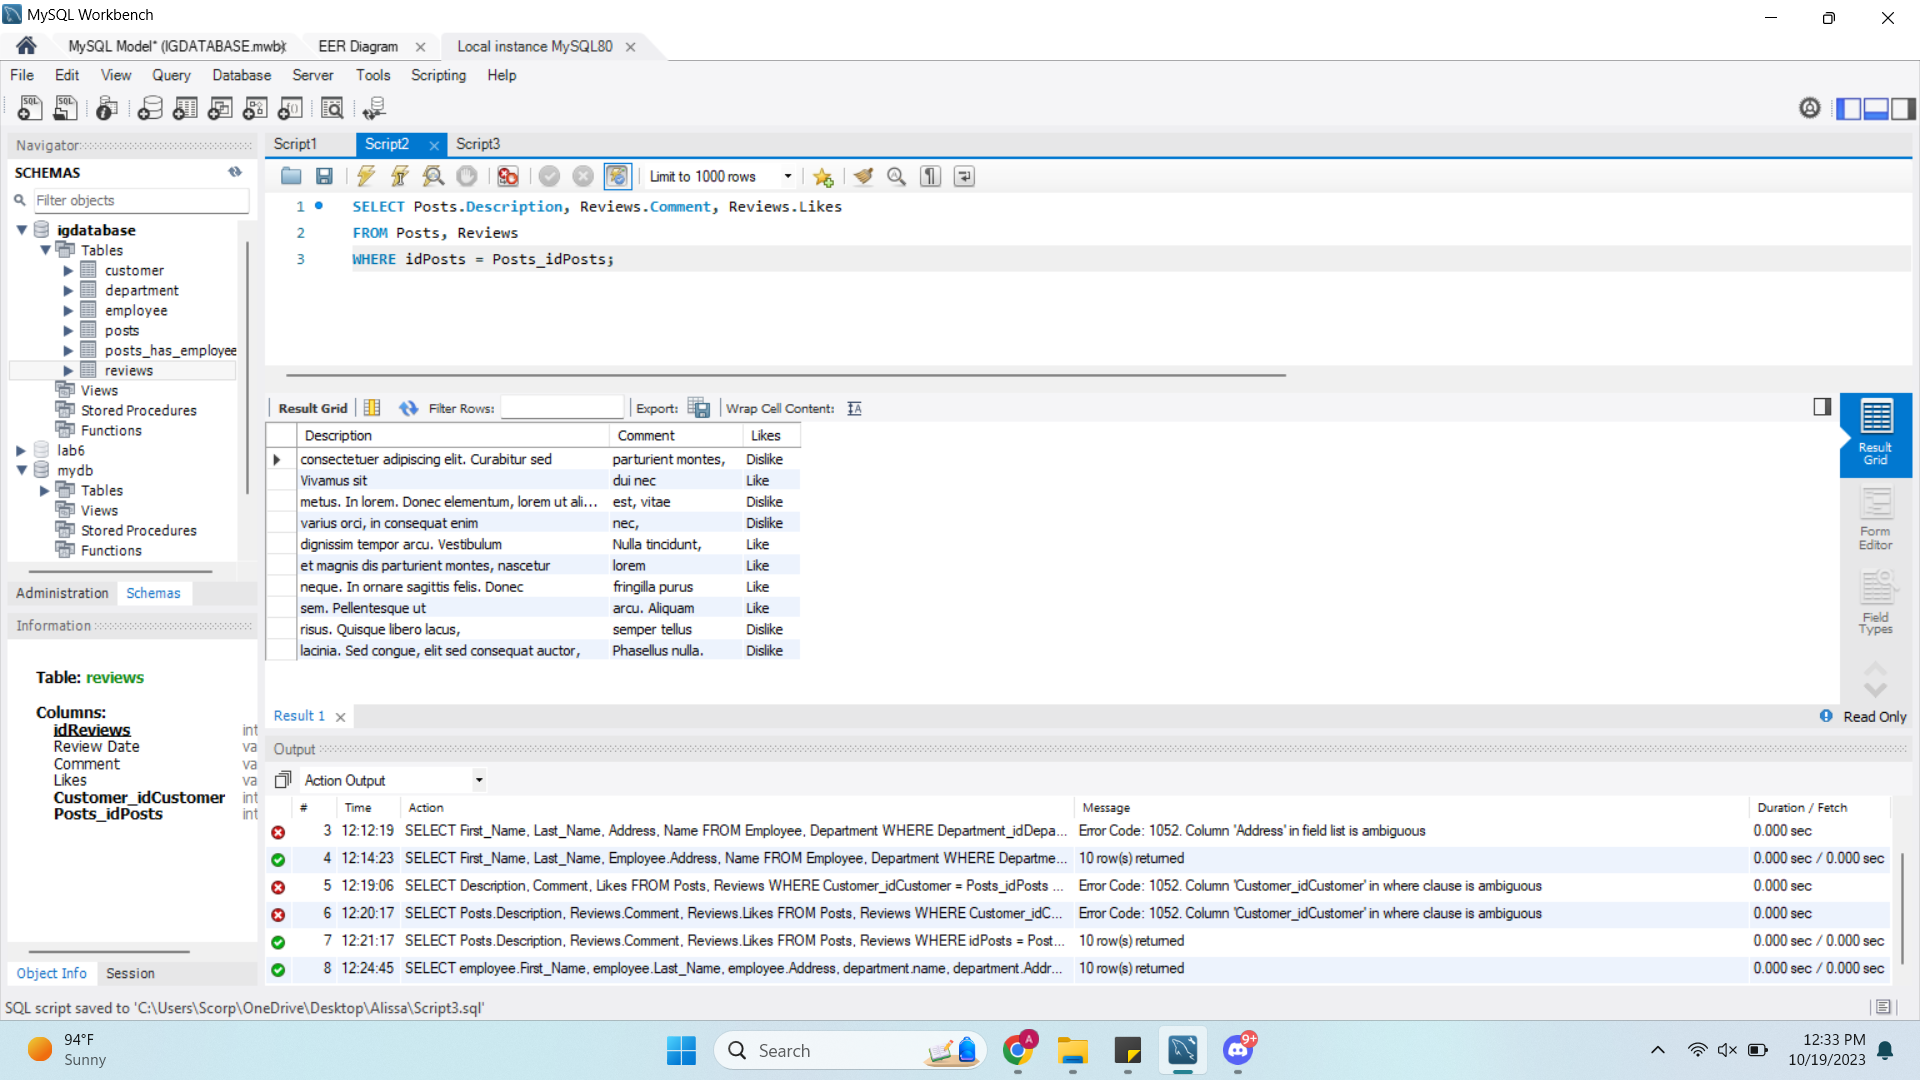 MySQL Workbench
MySQL Model* (IGDATABASE.mwb)
EER Diagram
Local instance MySQL80
File Edit View Query Database Server Tools Scripting Help
Navigator
SCHEMAS
Filter objects
igdatabase
Tables
customer
department
employee
posts
posts_has_employee
reviews
Views
Stored Procedures
Functions
lab6
mydb
Tables
Views
Stored Procedures
Functions
Administration Schemas
Information
Table: reviews
Columns:
idReviews int
Review Date va
Comment va
Likes va
Customer_idCustomer int
Posts_idPosts int
Object Info Session
Script1 Script2 Script3
Limit to 1000 rows
1 SELECT Posts.Description, Reviews.Comment, Reviews.Likes
2 FROM Posts, Reviews
3 WHERE idPosts = Posts_idPosts;
Result Grid Filter Rows: Export: Wrap Cell Content:
Description Comment Likes
consectetuer adipiscing elit. Curabitur sed parturient montes, Dislike
Vivamus sit dui nec Like
metus. In lorem. Donec elementum, lorem ut ali... est, vitae Dislike
varius orci, in consequat enim nec, Dislike
dignissim tempor arcu. Vestibulum Nulla tincidunt, Like
et magnis dis parturient montes, nascetur lorem Like
neque. In ornare sagittis felis. Donec fringilla purus Like
sem. Pellentesque ut arcu. Aliquam Like
risus. Quisque libero lacus, semper tellus Dislike
lacinia. Sed congue, elit sed consequat auctor, Phasellus nulla. Dislike
Result Grid
Form Editor
Field Types
Result 1
Read Only
Output
Action Output
# Time Action Message Duration / Fetch
3 12:12:19 SELECT First_Name, Last_Name, Address, Name FROM Employee, Department WHERE Department_idDepa... Error Code: 1052. Column 'Address' in field list is ambiguous 0.000 sec
4 12:14:23 SELECT First_Name, Last_Name, Employee.Address, Name FROM Employee, Department WHERE Departme... 10 row(s) returned 0.000 sec / 0.000 sec
5 12:19:06 SELECT Description, Comment, Likes FROM Posts, Reviews WHERE Customer_idCustomer = Posts_idPosts ... Error Code: 1052. Column 'Customer_idCustomer' in where clause is ambiguous 0.000 sec
6 12:20:17 SELECT Posts.Description, Reviews.Comment, Reviews.Likes FROM Posts, Reviews WHERE Customer_idC... Error Code: 1052. Column 'Customer_idCustomer' in where clause is ambiguous 0.000 sec
7 12:21:17 SELECT Posts.Description, Reviews.Comment, Reviews.Likes FROM Posts, Reviews WHERE idPosts = Post... 10 row(s) returned 0.000 sec / 0.000 sec
8 12:24:45 SELECT employee.First_Name, employee.Last_Name, employee.Address, department.name, department.Addr... 10 row(s) returned 0.000 sec / 0.000 sec
SQL script saved to 'C:\Users\Scorp\OneDrive\Desktop\Alissa\Script3.sql'
94°F
Sunny
Search
A
9+
12:33 PM
10/19/2023